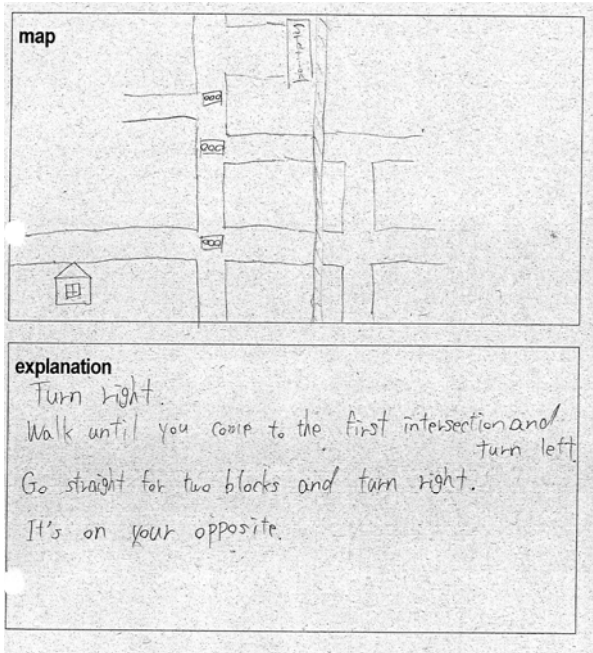 map
explanation
Turn right.
Walk until you come to the first intersection and
turn left.
Go straight for two blocks and turn right.
It's on your opposite.